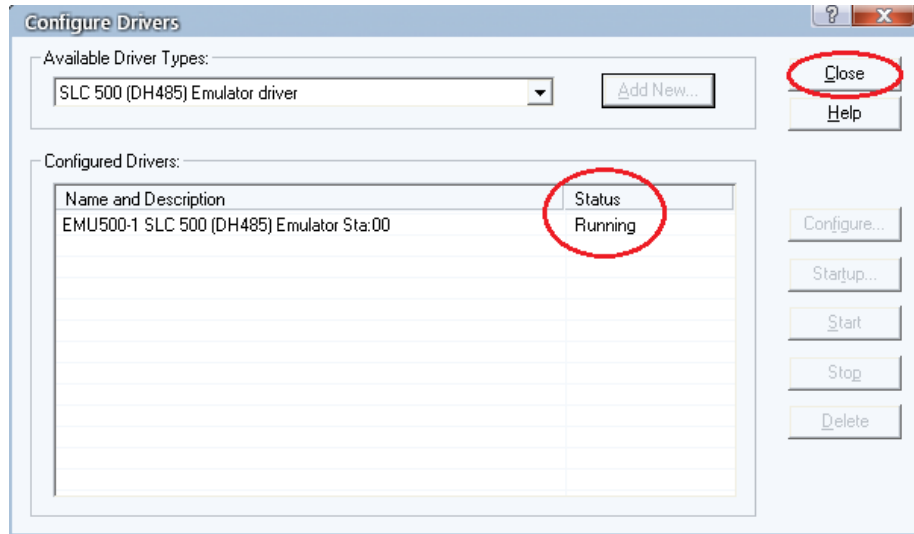 Configure Drivers
Available Driver Types:
SLC 500 (DH485) Emulator driver
Add New...
Close
Help
Configured Drivers:
Name and Description Status
EMU500-1 SLC 500 (DH485) Emulator Sta:00 Running
Configure...
Startup...
Start
Stop
Delete